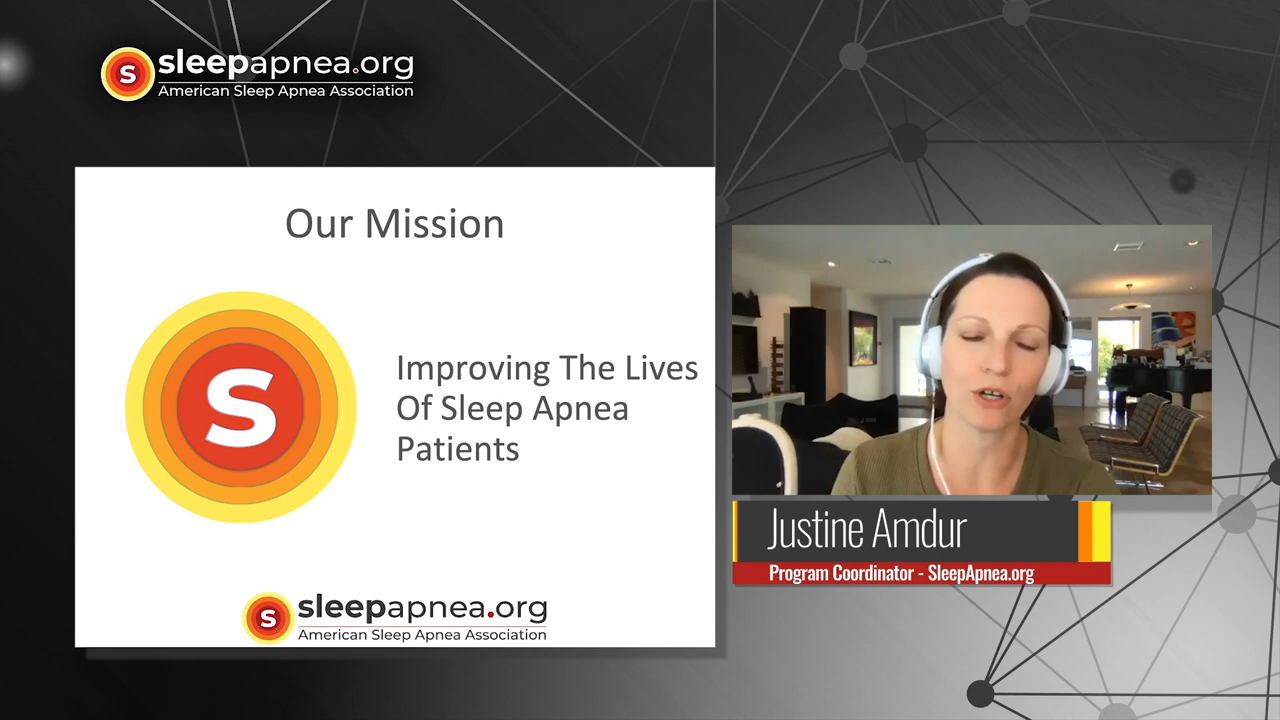 S sleepapnea.org
American Sleep Apnea Association
Our Mission
S
Improving The Lives
Of Sleep Apnea
Patients
S sleepapnea.org
American Sleep Apnea Association
Justine Amdur
Program Coordinator - SleepApnea.org